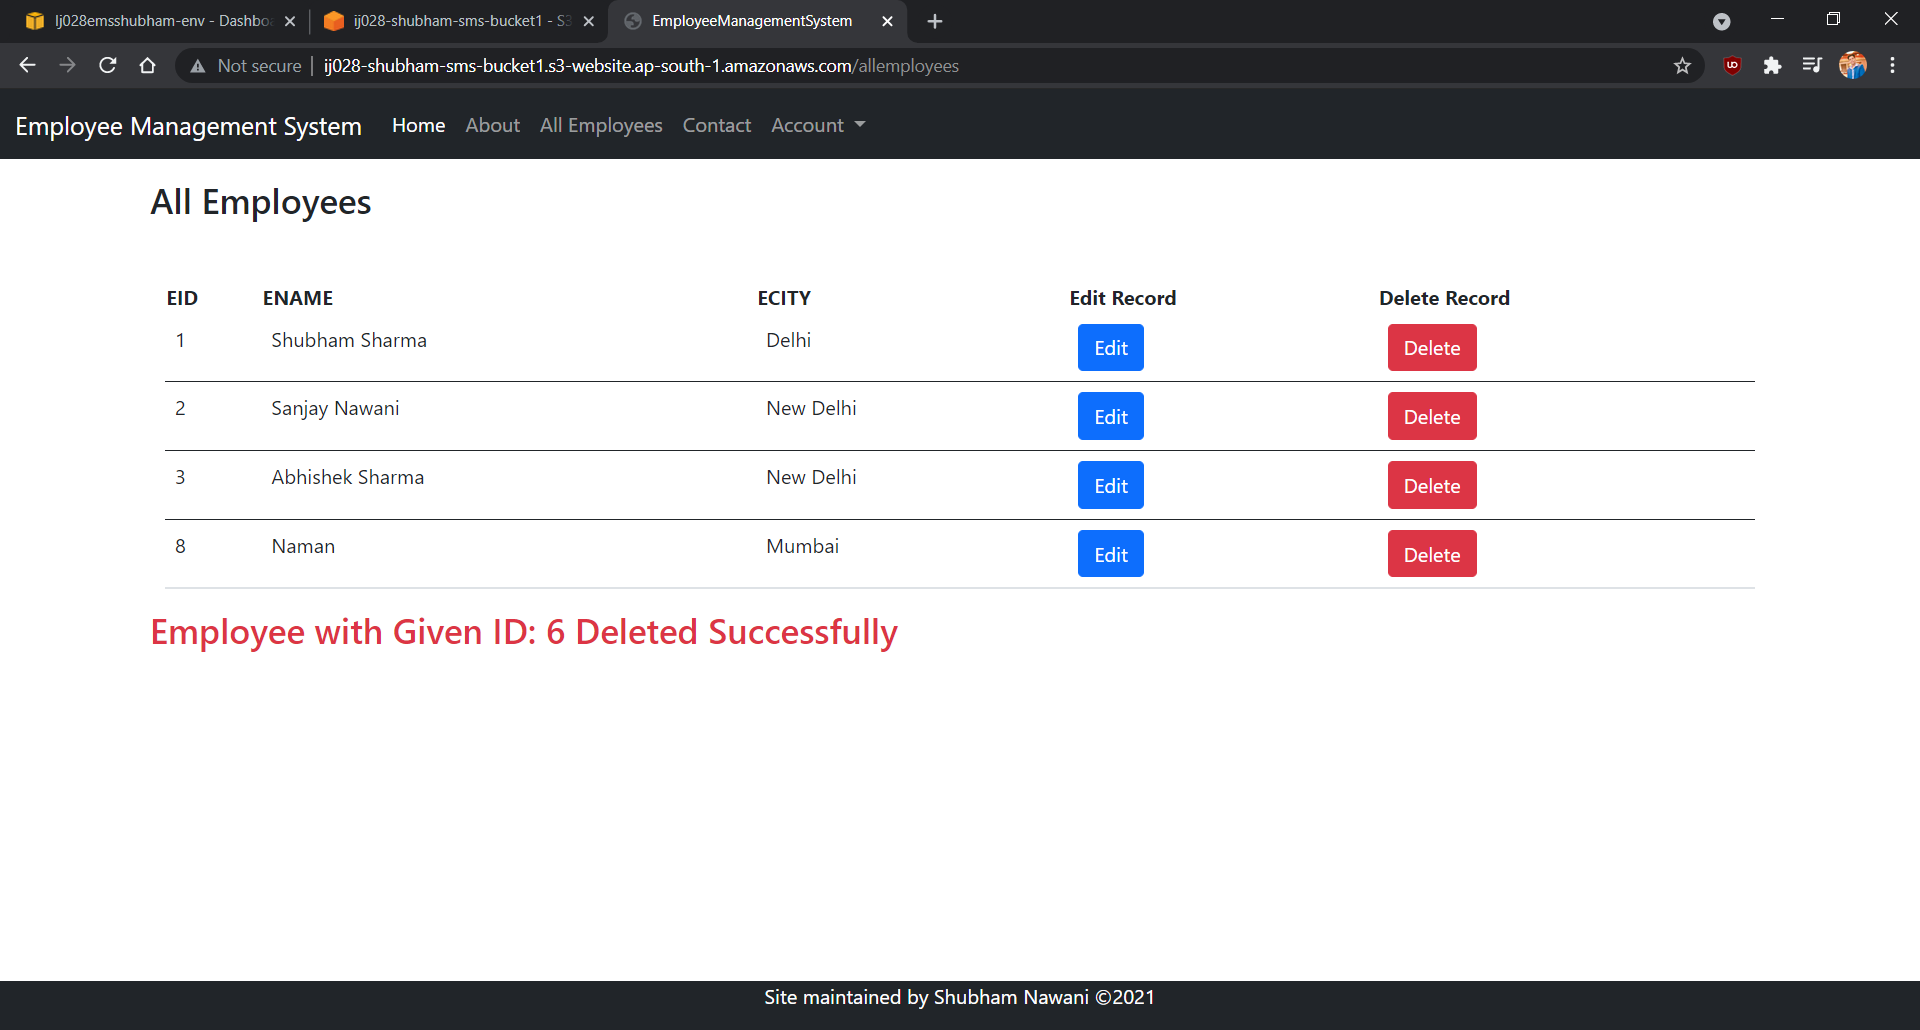 Ij028emsshubham-env - Dashboa
ij028-shubham-sms-bucket1 - S3
EmployeeManagementSystem
Not secure
ij028-shubham-sms-bucket1.s3-website.ap-south-1.amazonaws.com/allemployees
Employee Management System Home About All Employees Contact Account
All Employees
EID ENAME ECITY Edit Record Delete Record
1 Shubham Sharma Delhi Edit Delete
2 Sanjay Nawani New Delhi Edit Delete
3 Abhishek Sharma New Delhi Edit Delete
8 Naman Mumbai Edit Delete
Employee with Given ID: 6 Deleted Successfully
Site maintained by Shubham Nawani ©2021